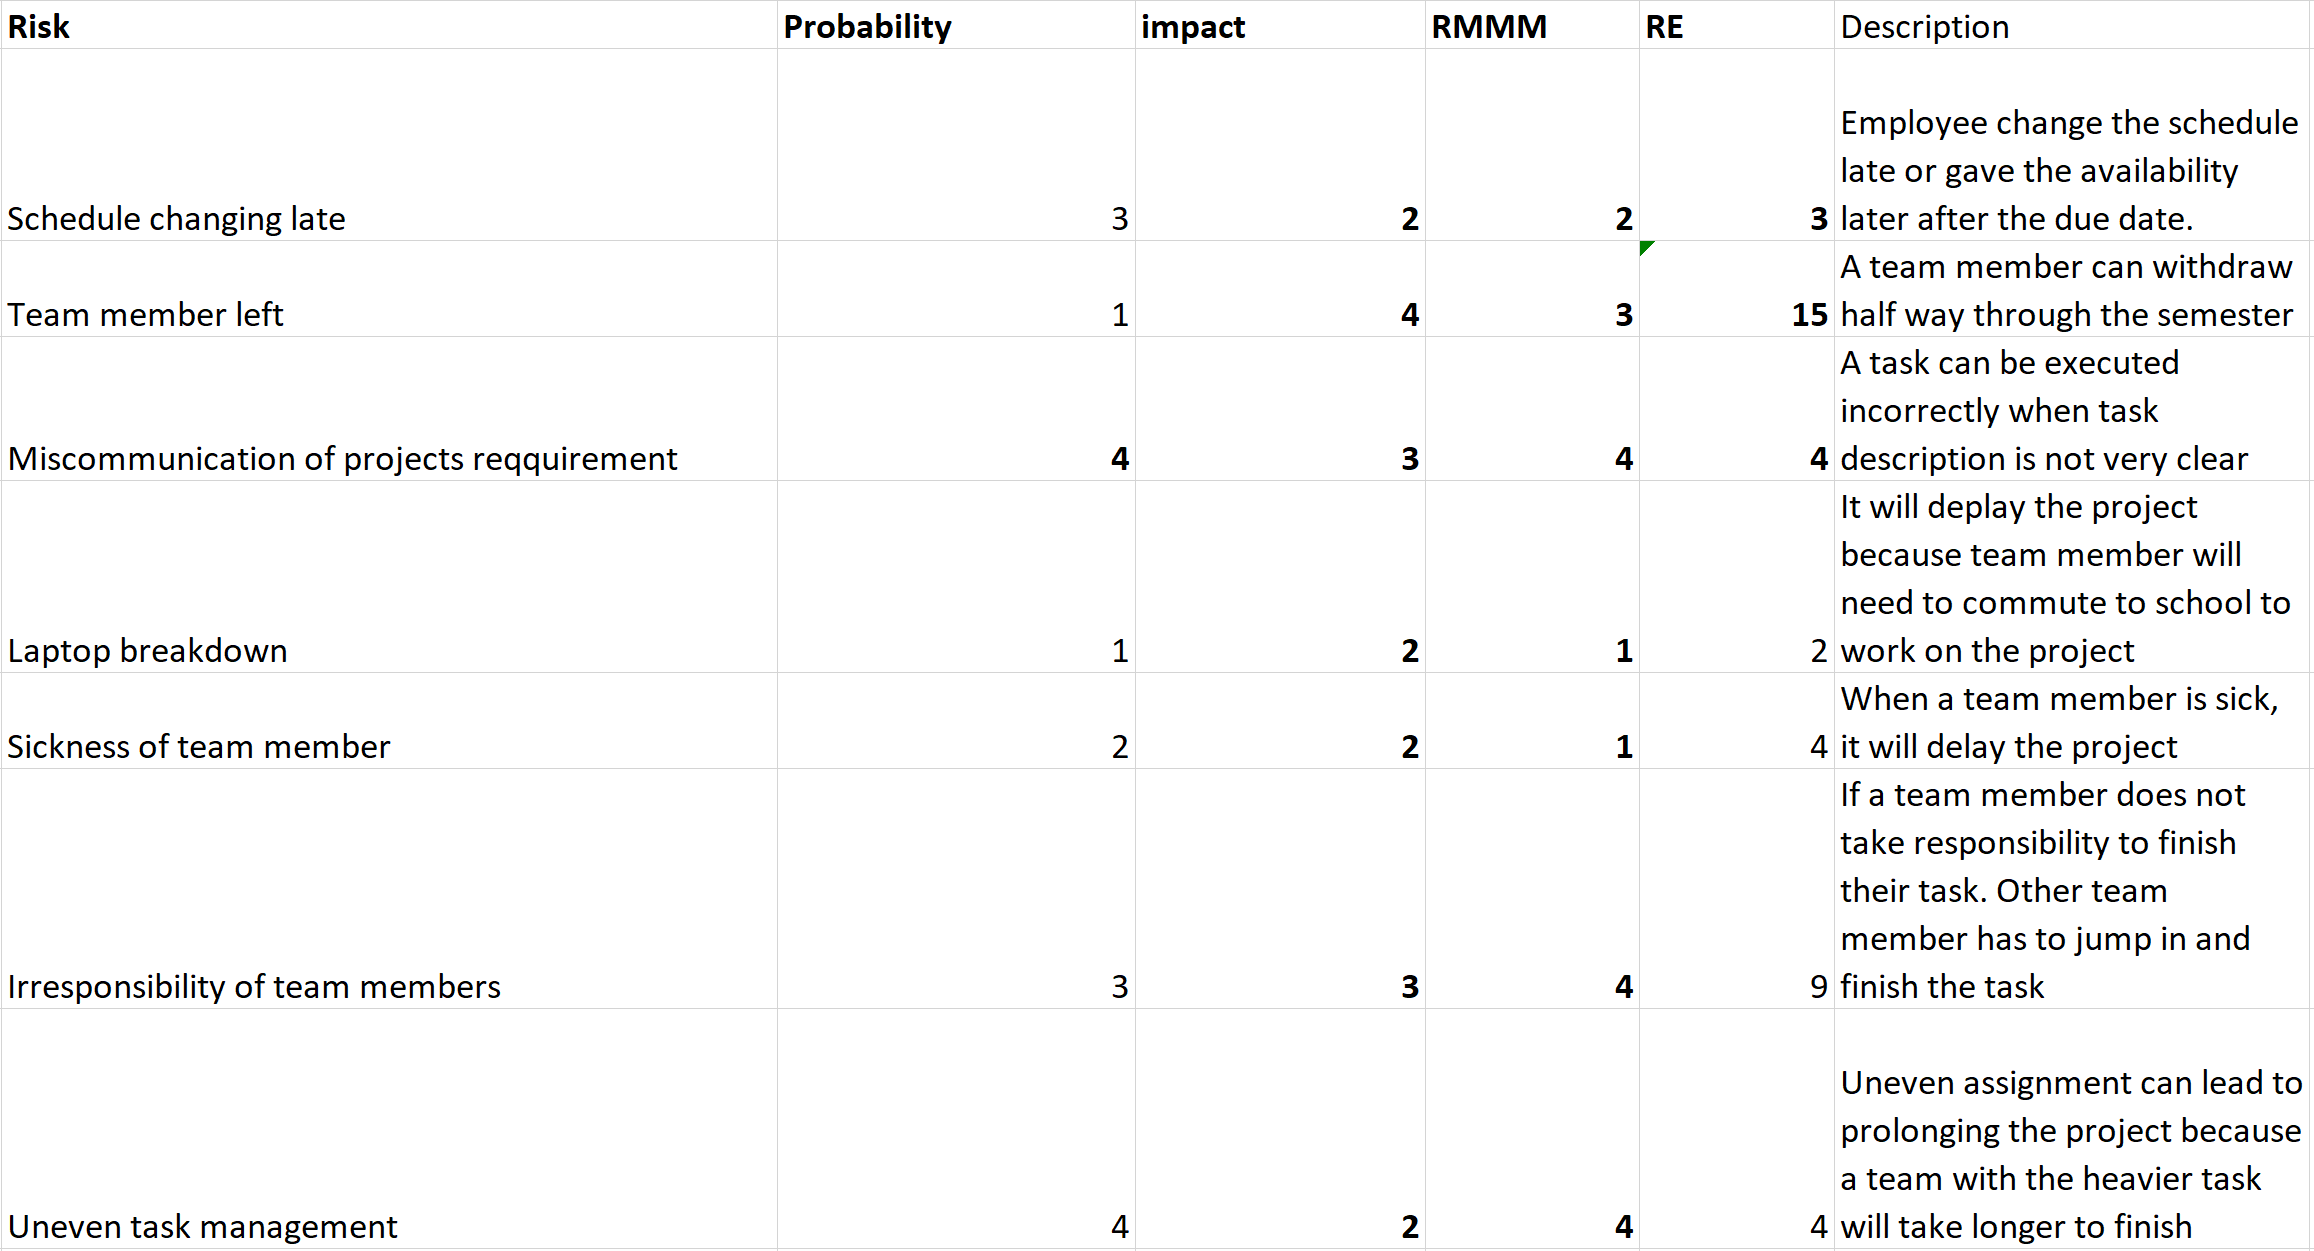 Risk Probability impact RMMM RE Description
Employee change the schedule
late or gave the availability
Schedule changing late 3 2 2 3 later after the due date.
A team member can withdraw
Team member left 1 4 3 15 half way through the semester
A task can be executed
incorrectly when task
Miscommunication of projects reqquirement 4 3 4 4 description is not very clear
It will deplay the project
because team member will
need to commute to school to
Laptop breakdown 1 2 1 2 work on the project
When a team member is sick,
Sickness of team member 2 2 1 4 it will delay the project
If a team member does not
take responsibility to finish
their task. Other team
member has to jump in and
Irresponsibility of team members 3 3 4 9 finish the task
Uneven assignment can lead to
prolonging the project because
a team with the heavier task
Uneven task management 4 2 4 4 will take longer to finish